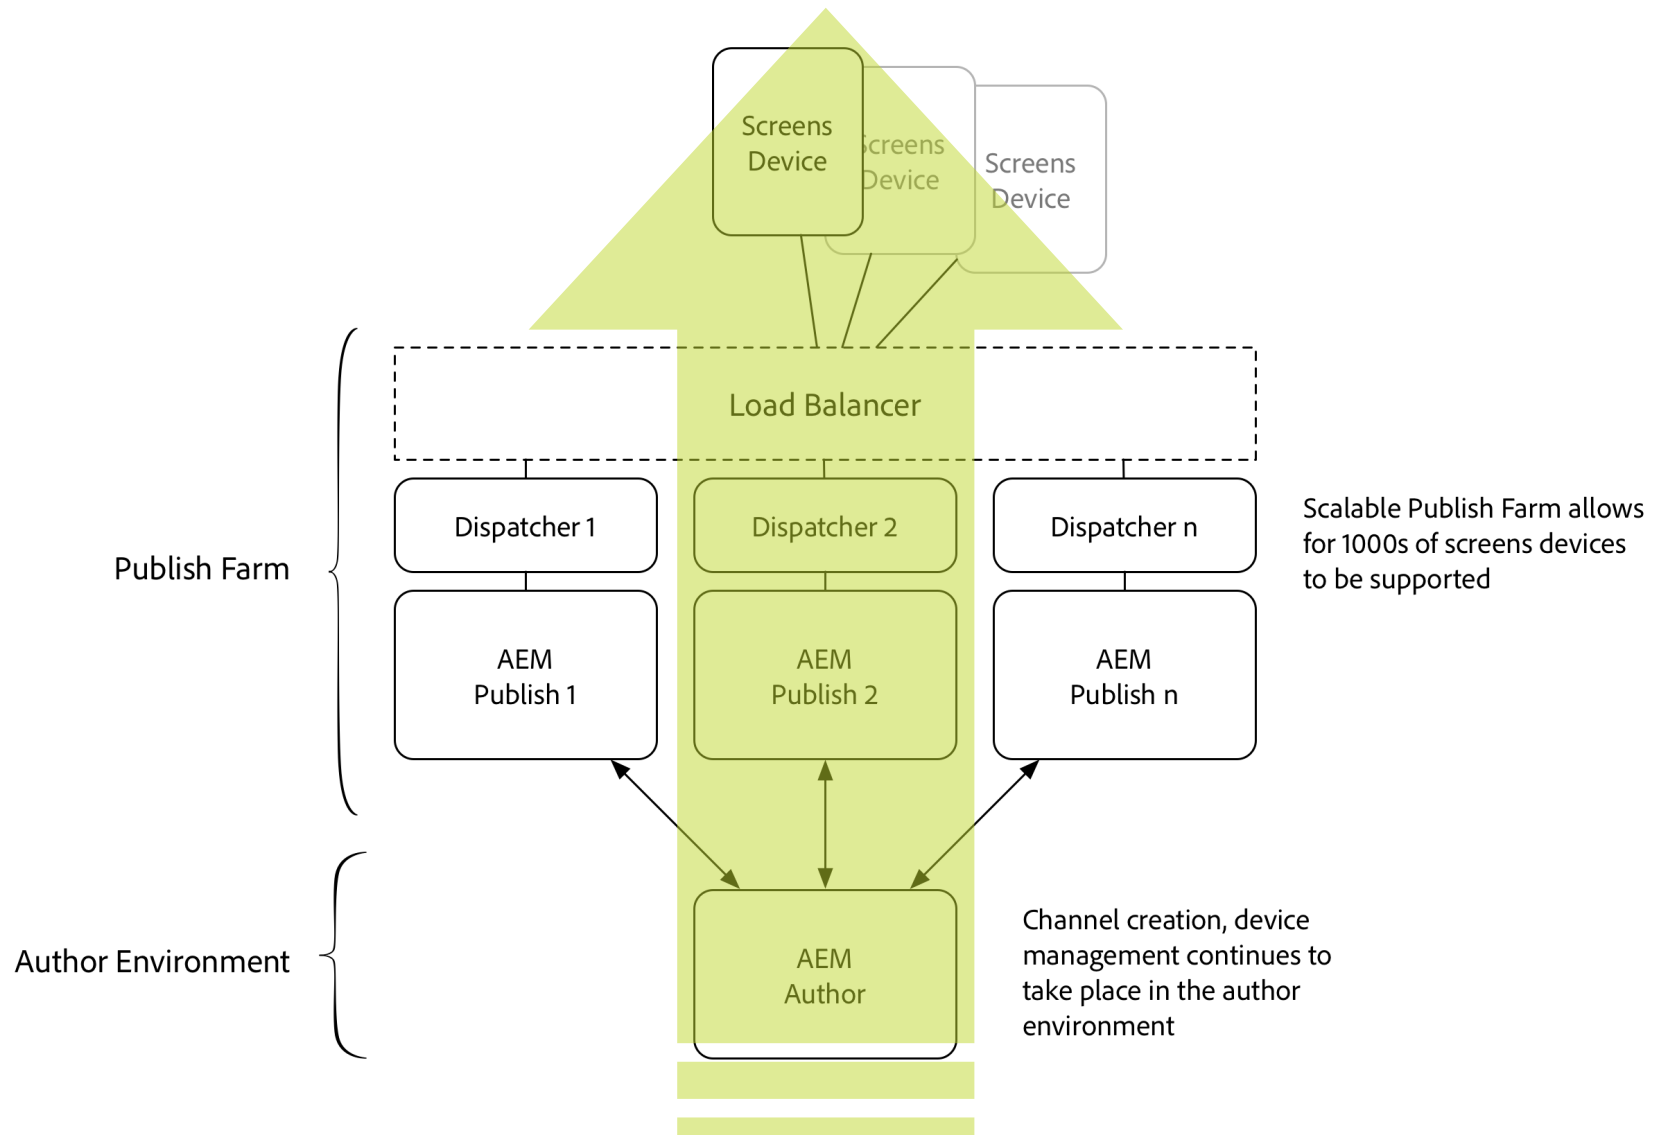 Screens
Device
Screens
Device
Screens
Device
Load Balancer
Dispatcher 1
Dispatcher 2
Dispatcher n
Scalable Publish Farm allows
for 1000s of screens devices
to be supported
Publish Farm
AEM
Publish 1
AEM
Publish 2
AEM
Publish n
Author Environment
AEM
Author
Channel creation, device
management continues to
take place in the author
environment